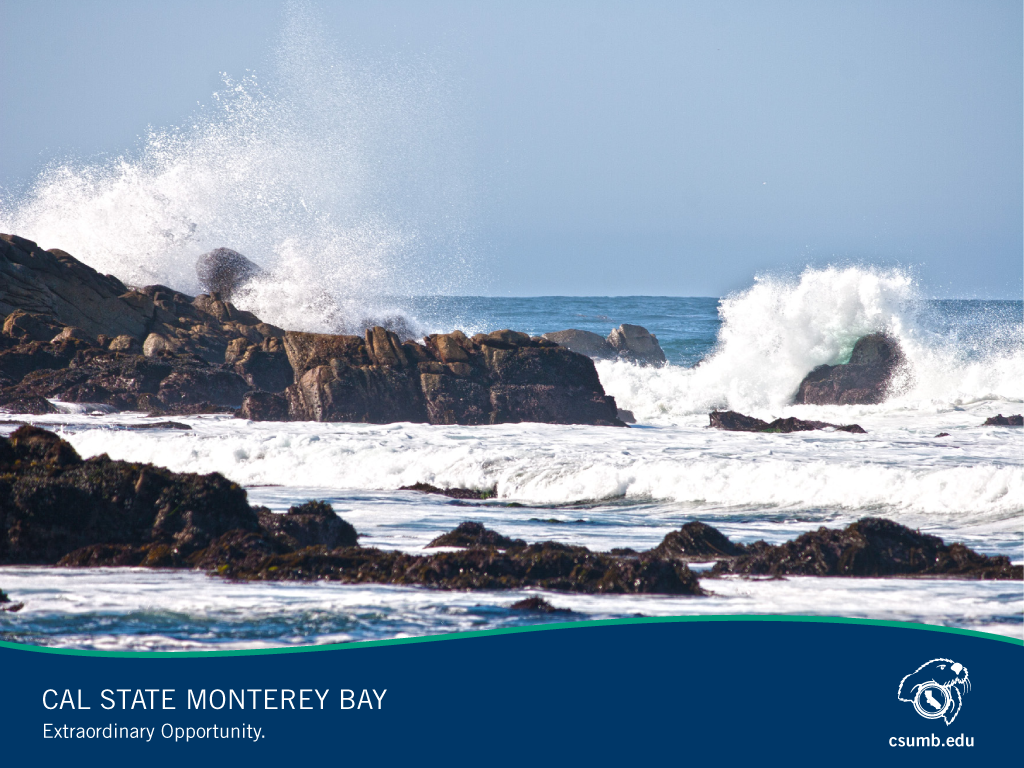 CAL STATE MONTEREY BAY
Extraordinary Opportunity.
csumb.edu